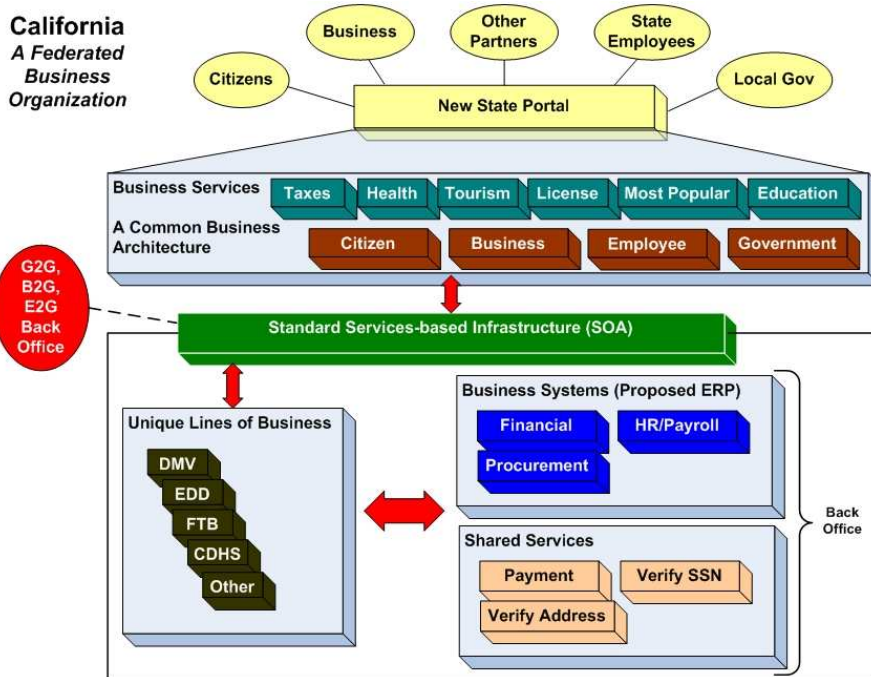 California
A Federated
Business
Organization
Citizens
Business
Other
Partners
State
Employees
Local Gov
New State Portal
Business Services
Taxes
Health
Tourism
License
Most Popular
Education
A Common Business
Architecture
Citizen
Business
Employee
Government
G2G,
B2G,
E2G
Back
Office
Standard Services-based Infrastructure (SOA)
Unique Lines of Business
DMV
EDD
FTB
CDHS
Other
Business Systems (Proposed ERP)
Financial
HR/Payroll
Procurement
Shared Services
Payment
Verify SSN
Verify Address
Back
Office